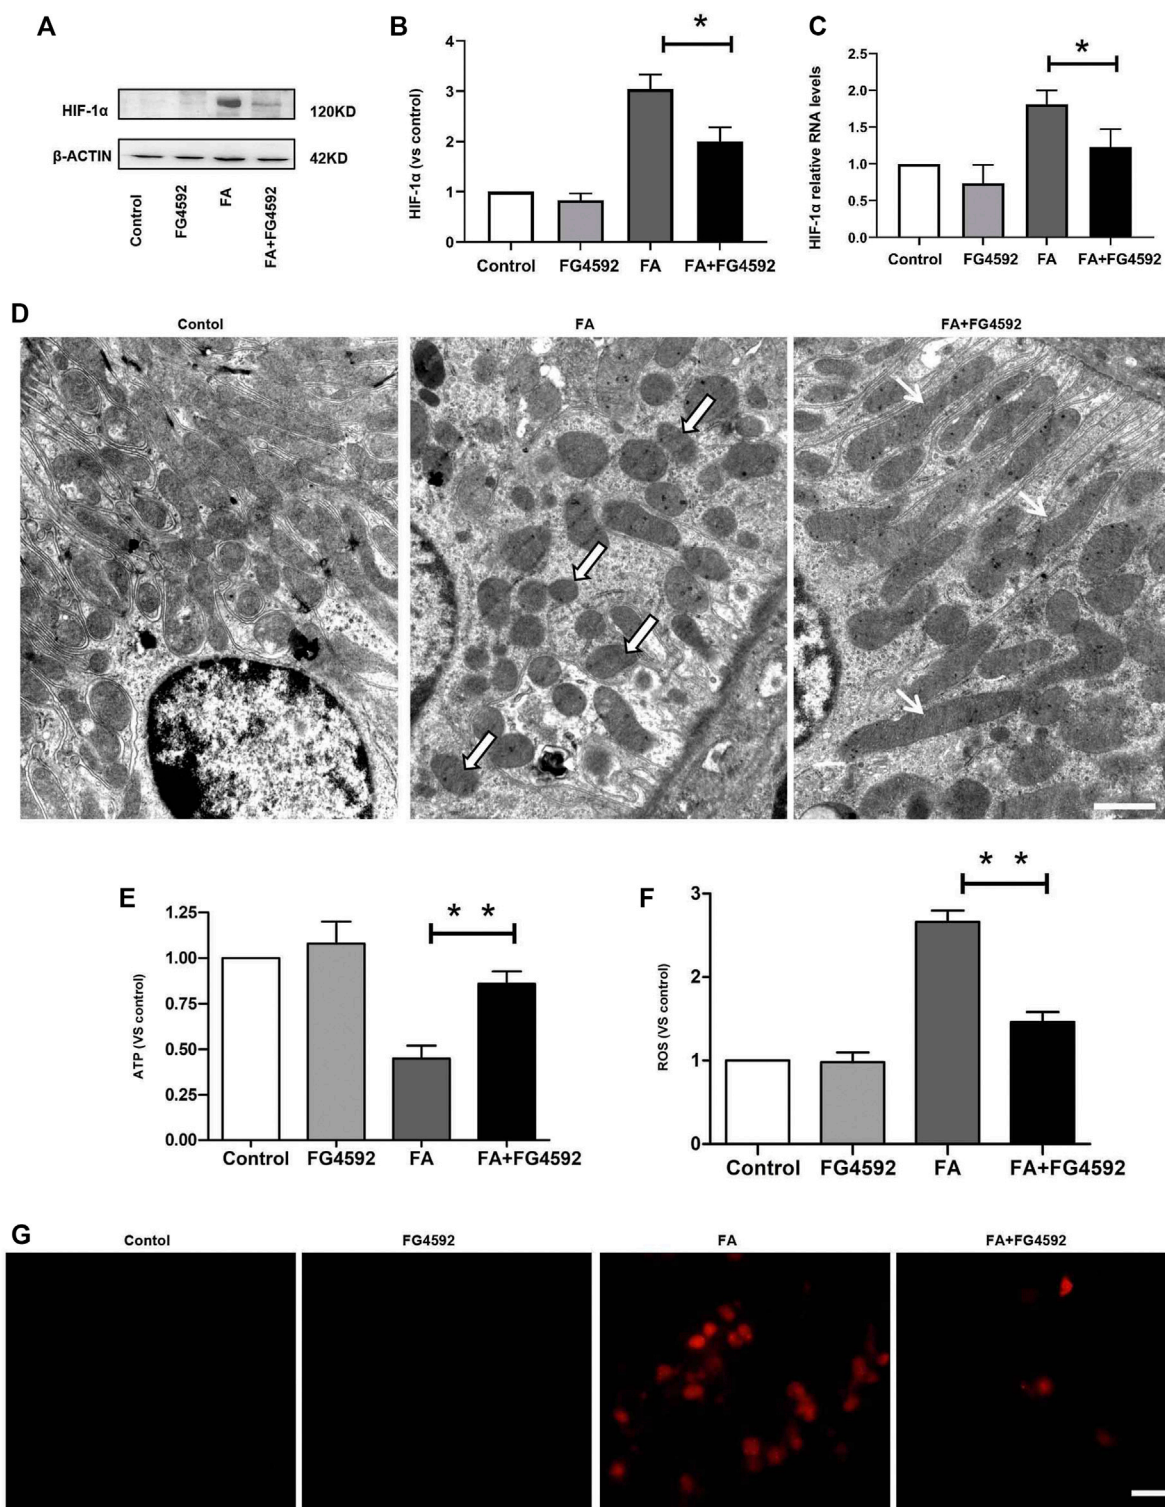 A
HIF-1α
120KD
β-ACTIN
42KD
Control
FG4592
FA
FA+FG4592
B
*
HIF-1α (vs control)
4
3
2
1
0
Control FG4592 FA FA+FG4592
C
*
HIF-1α relative RNA levels
2.5
2.0
1.5
1.0
0.5
0.0
Control FG4592 FA FA+FG4592
D
Contol FA FA+FG4592
E
* *
ATP (VS control)
1.25
1.00
0.75
0.50
0.25
0.00
Control FG4592 FA FA+FG4592
F
* *
ROS (VS control)
3
2
1
0
Control FG4592 FA FA+FG4592
G
Contol FG4592 FA FA+FG4592